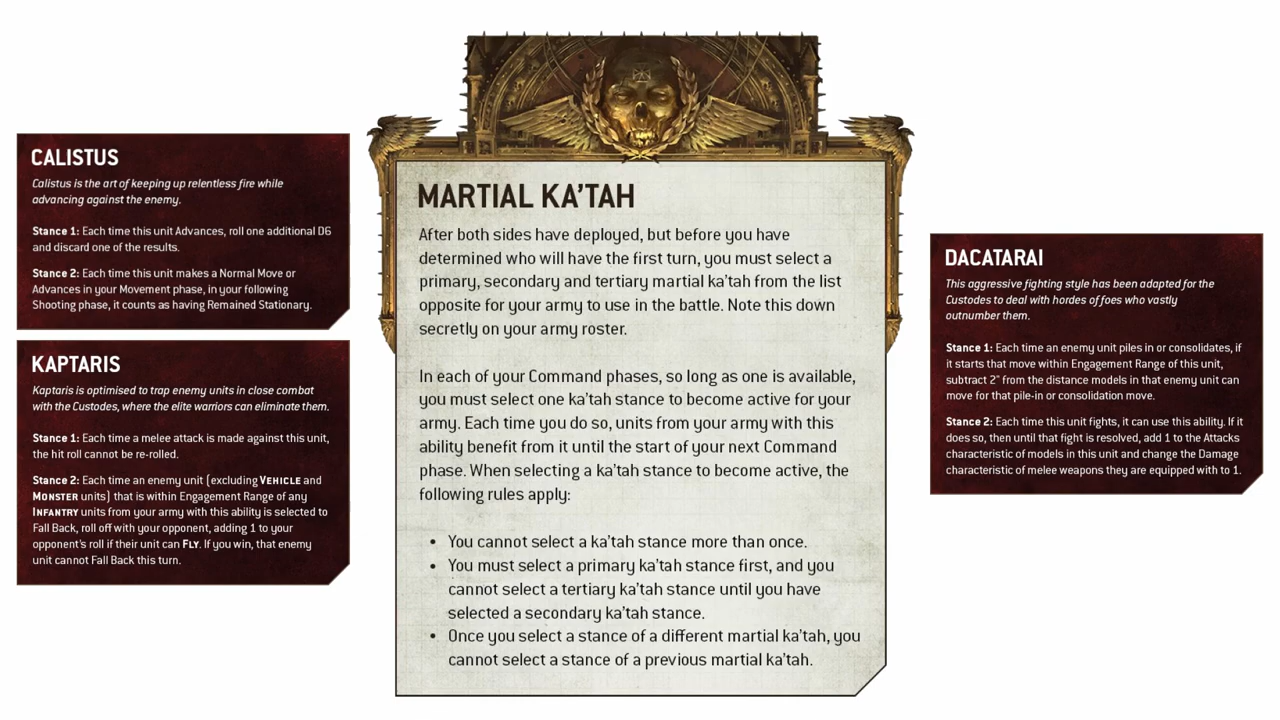 CALISTUS
Calistus is the art of keeping up relentless fire while
advancing against the enemy.
Stance 1: Each time this unit Advances, roll one additional D6
and discard one of the results.
Stance 2: Each time this unit makes a Normal Move or
Advances in your Movement phase, in your following
Shooting phase, it counts as having Remained Stationary.
KAPTARIS
Kaptaris is optimised to trap enemy units in close combat
with the Custodes, where the elite warriors can eliminate them.
Stance 1: Each time a melee attack is made against this unit,
the hit roll cannot be re-rolled.
Stance 2: Each time an enemy unit (excluding VEHICLE and
MONSTER units) that is within Engagement Range of any
INFANTRY units from your army with this ability is selected to
Fall Back, roll off with your opponent, adding 1 to your
opponent's roll if their unit can FLY. If you win, that enemy
unit cannot Fall Back this turn.
MARTIAL KA'TAH
After both sides have deployed, but before you have
determined who will have the first turn, you must select a
primary, secondary and tertiary martial ka'tah from the list
opposite for your army to use in the battle. Note this down
secretly on your army roster.
In each of your Command phases, so long as one is available,
you must select one ka'tah stance to become active for your
army. Each time you do so, units from your army with this
ability benefit from it until the start of your next Command
phase. When selecting a ka'tah stance to become active, the
following rules apply:
• You cannot select a ka'tah stance more than once.
• You must select a primary ka'tah stance first, and you
cannot select a tertiary ka'tah stance until you have
selected a secondary ka'tah stance.
• Once you select a stance of a different martial ka'tah, you
cannot select a stance of a previous martial ka'tah.
DACATARAI
This aggressive fighting style has been adapted for the
Custodes to deal with hordes of foes who vastly
outnumber them.
Stance 1: Each time an enemy unit piles in or consolidates, if
it starts that move within Engagement Range of this unit,
subtract 2" from the distance models in that enemy unit can
move for that pile-in or consolidation move.
Stance 2: Each time this unit fights, it can use this ability. If it
does so, then until that fight is resolved, add 1 to the Attacks
characteristic of models in this unit and change the Damage
characteristic of melee weapons they are equipped with to 1.